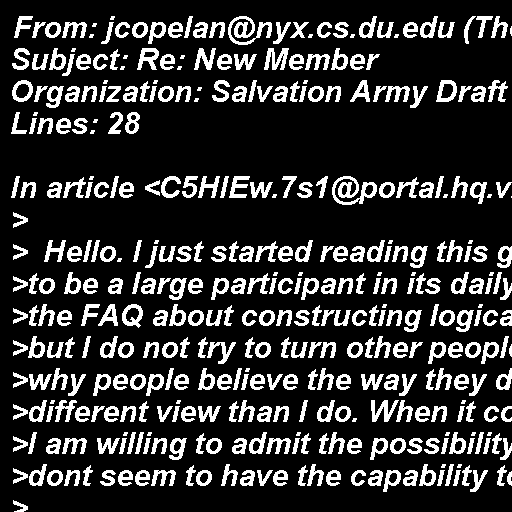 From: jcopelan@nyx.cs.du.edu (The
Subject: Re: New Member
Organization: Salvation Army Draft
Lines: 28

In article <C5HIEw.7s1@portal.hq.v
>
>  Hello. I just started reading this g
>to be a large participant in its daily
>the FAQ about constructing logica
>but I do not try to turn other people
>why people believe the way they d
>different view than I do. When it co
>I am willing to admit the possibility
>dont seem to have the capability to
>